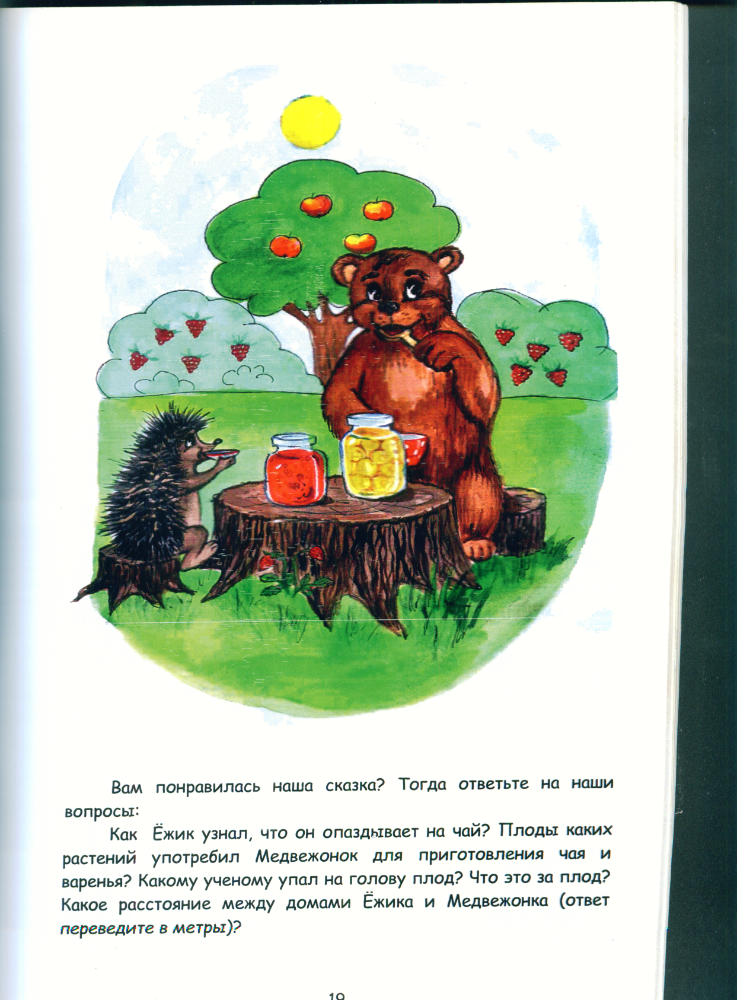 Вам понравилась наша сказка? Тогда ответьте на наши
вопросы:
Как Ёжик узнал, что он опаздывает на чай? Плоды каких
растений употребил Медвежонок для приготовления чая и
варенья? Какому ученому упал на голову плод? Что это за плод?
Какое расстояние между домами Ёжика и Медвежонка (ответ
переведите в метры)?
19